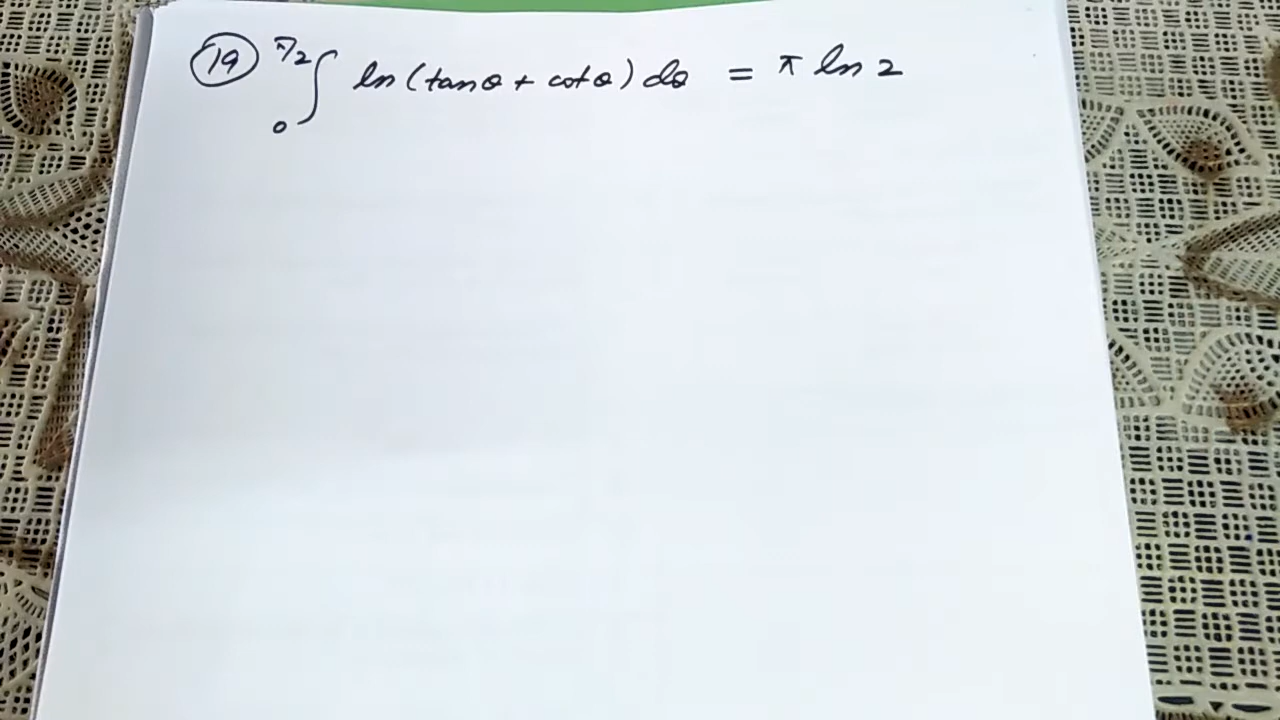 (19) π/2∫0 ln (tanθ + cotθ) dθ = π ln 2